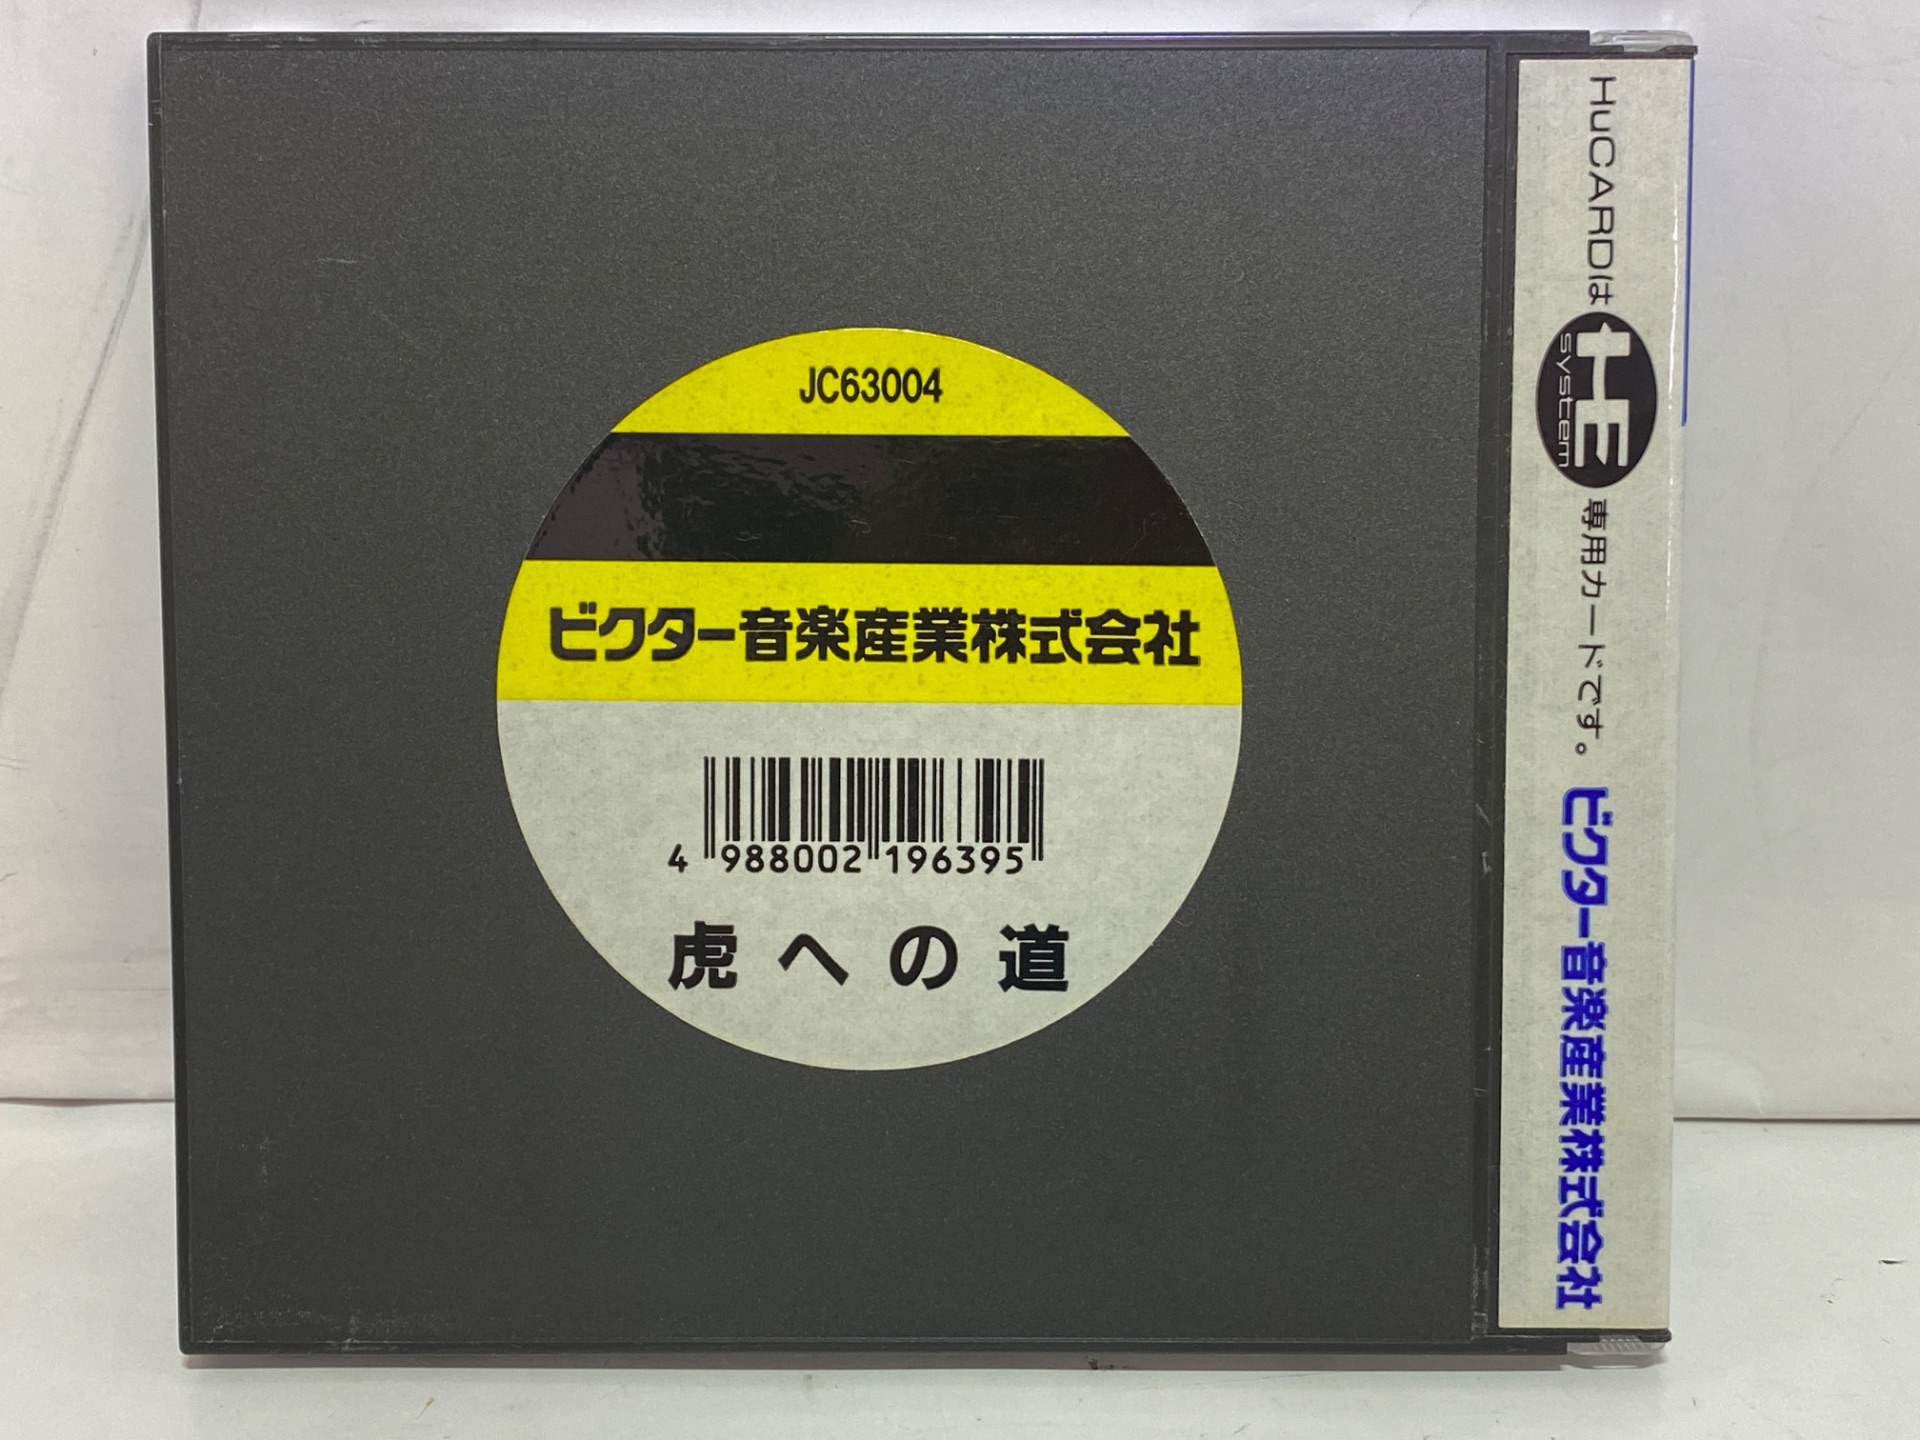 JC63004
ビクター音楽産業株式会社
4 988002 196395
虎への道
HuCARDは HE system 専用カードです。 ビクター音楽産業株式会社